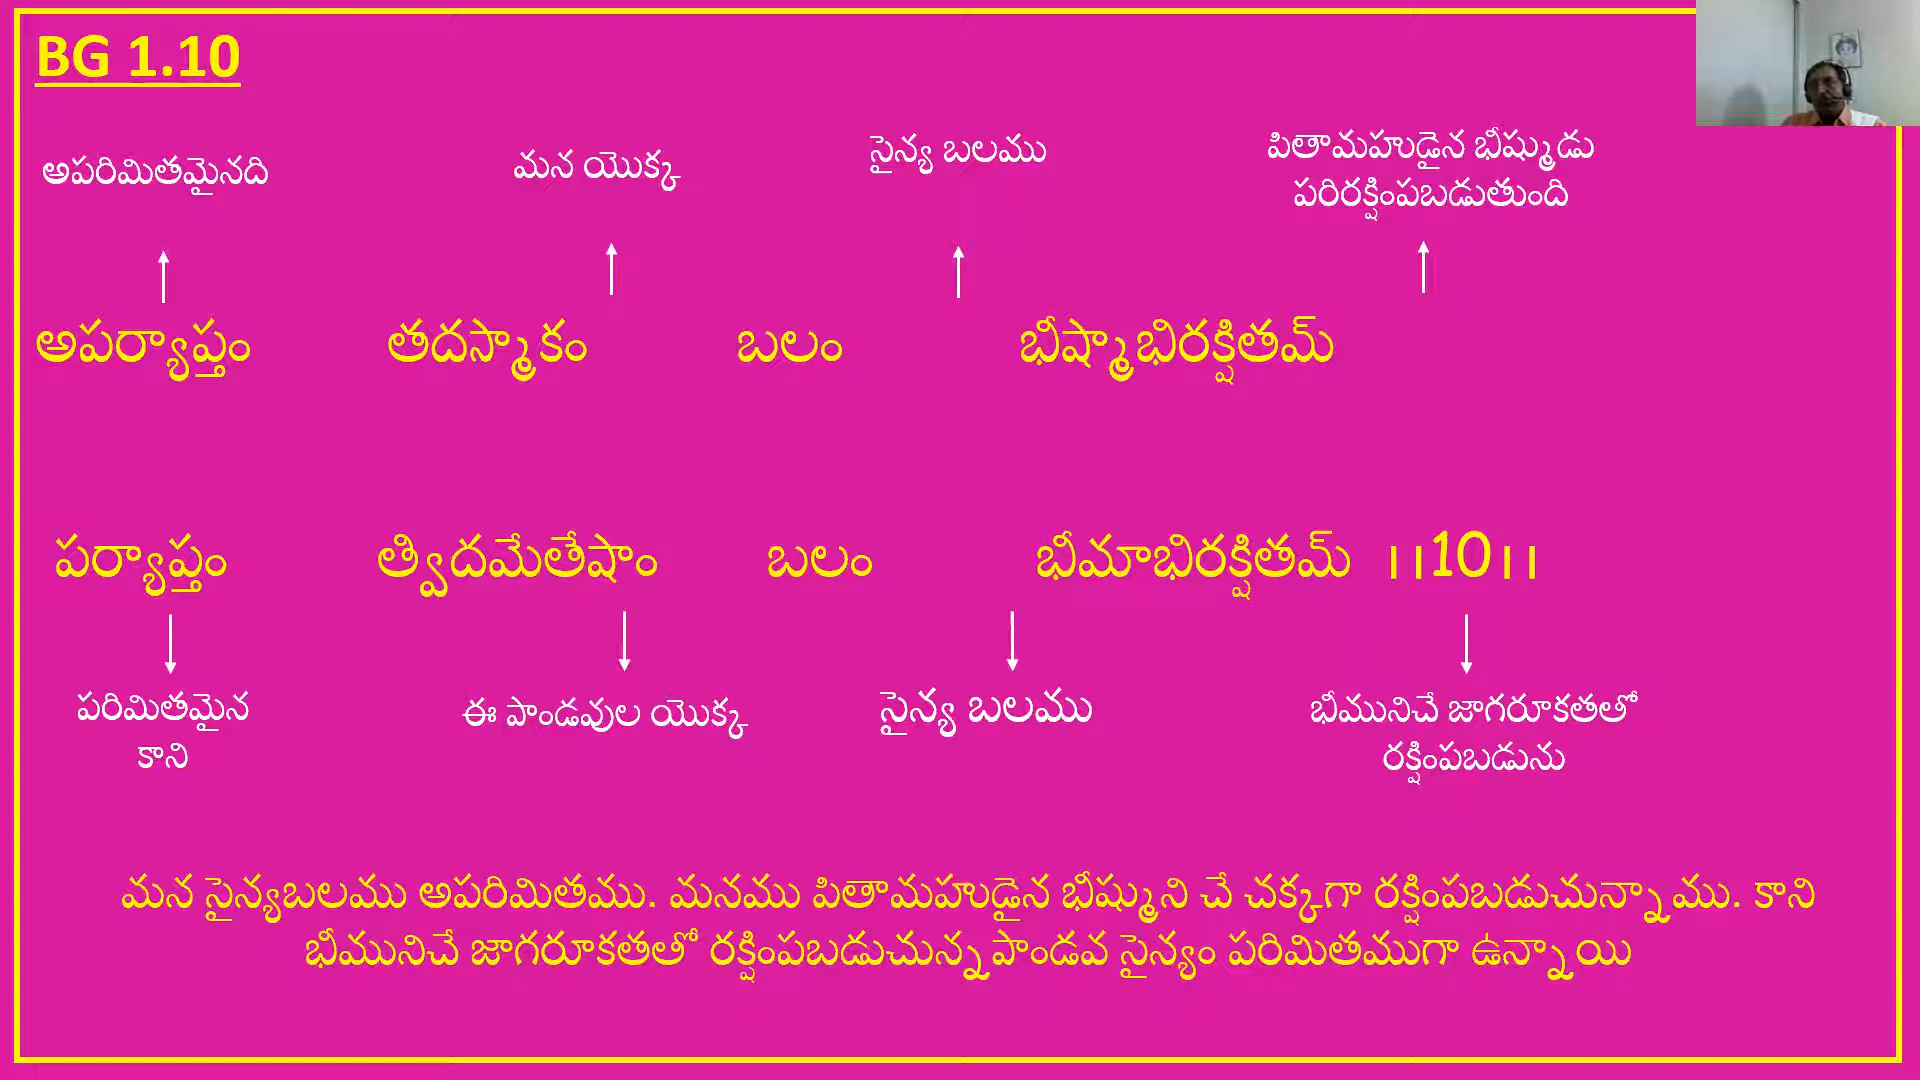 BG 1.10
అపరిమితమైనది మన యొక్క సైన్య బలము పితామహుడైన భీష్ముడు
పరిరక్షింపబడుతుంది
అపర్యాప్తం తదస్మాకం బలం భీష్మాభిరక్షితమ్
పర్యాప్తం త్విదమేతేషాం బలం భీమాభిరక్షితమ్ ।।10।।
పరిమితమైన ఈ పాండవుల యొక్క సైన్య బలము భీమునిచే జాగరూకతతో
కాని రక్షింపబడును
మన సైన్యబలము అపరిమితము. మనము పితామహుడైన భీష్ముని చే చక్కగా రక్షింపబడుచున్నాము. కాని
భీమునిచే జాగరూకతతో రక్షింపబడుచున్న పాండవ సైన్యం పరిమితముగా ఉన్నాయి